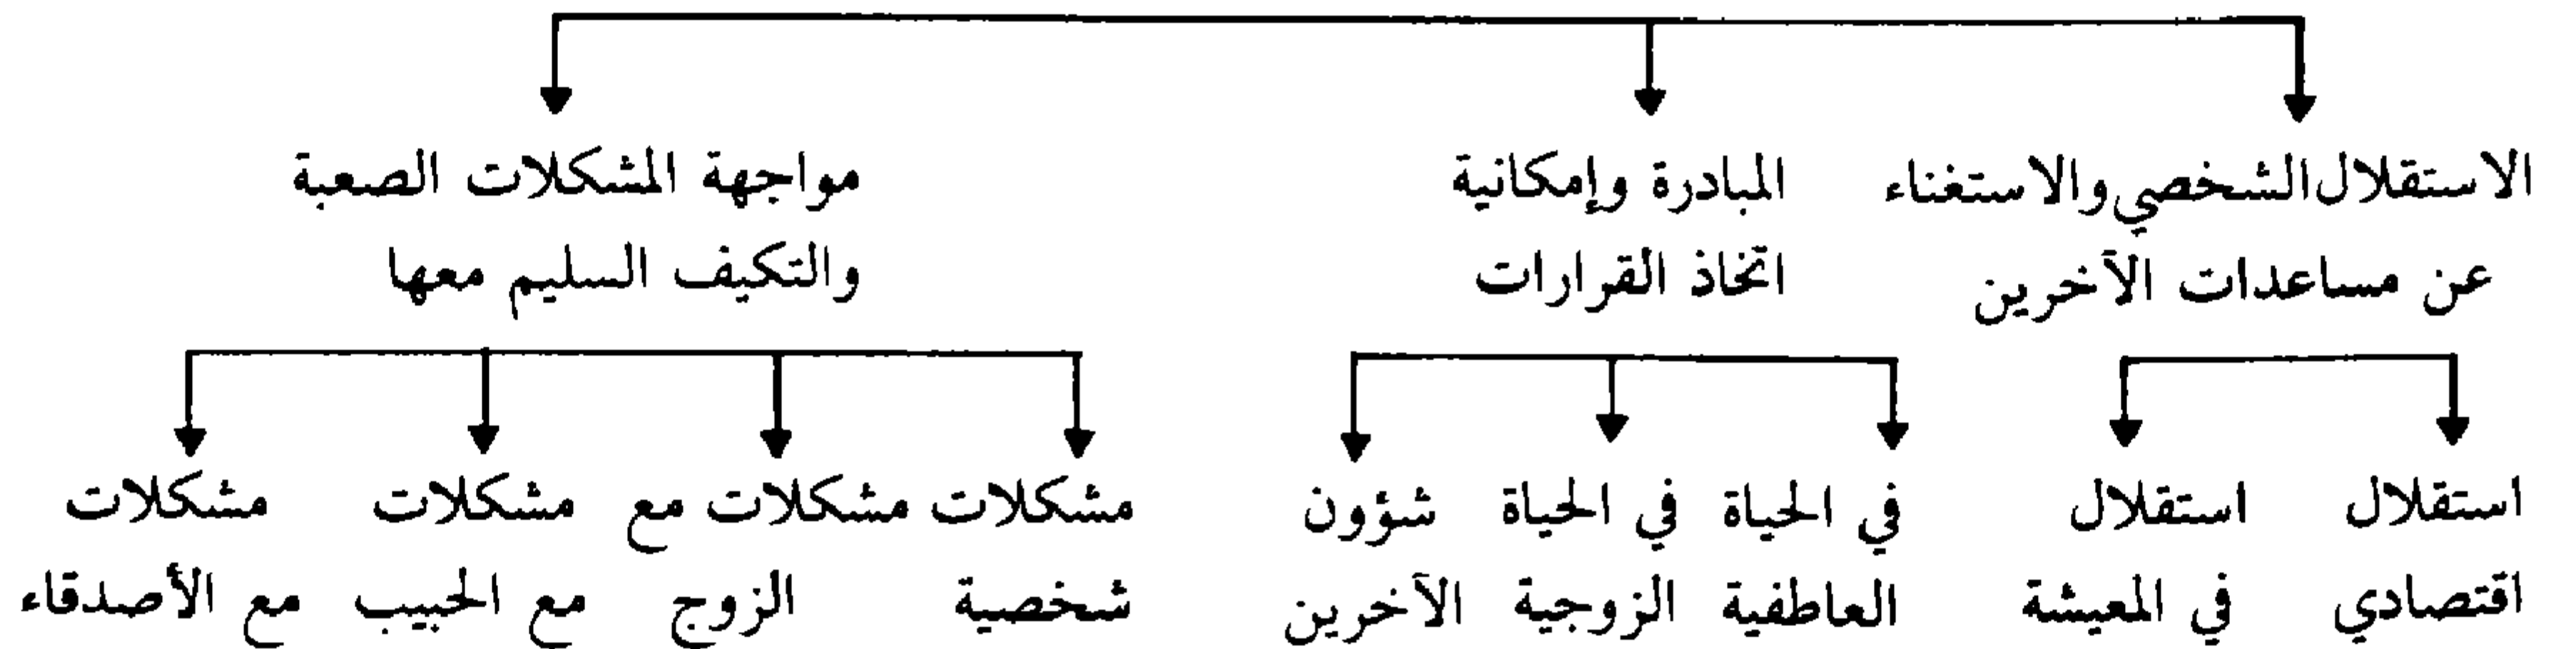 الاستقلال الشخصي والاستغناء
عن مساعدات الآخرين
المبادرة وإمكانية
اتخاذ القرارات
مواجهة المشكلات الصعبة
والتكيف السليم معها
استقلال
اقتصادي
استقلال
في المعيشة
في الحياة
العاطفية
في الحياة
الزوجية
شؤون
الآخرين
مشكلات
شخصية
مشكلات مع
الزوج
مشكلات
مع الحبيب
مشكلات
مع الأصدقاء